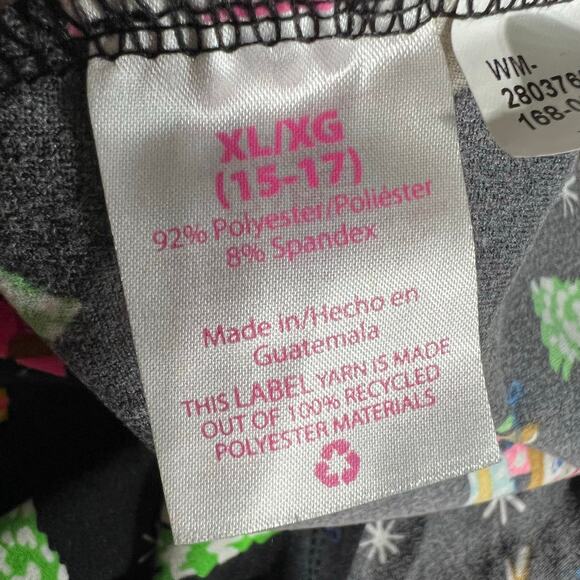 XL/XG
(15-17)
92% Polyester/Poliéster
8% Spandex
Made in/Hecho en
Guatemala
THIS LABEL YARN IS MADE
OUT OF 100% RECYCLED
POLYESTER MATERIALS
WM-
280376
168-0